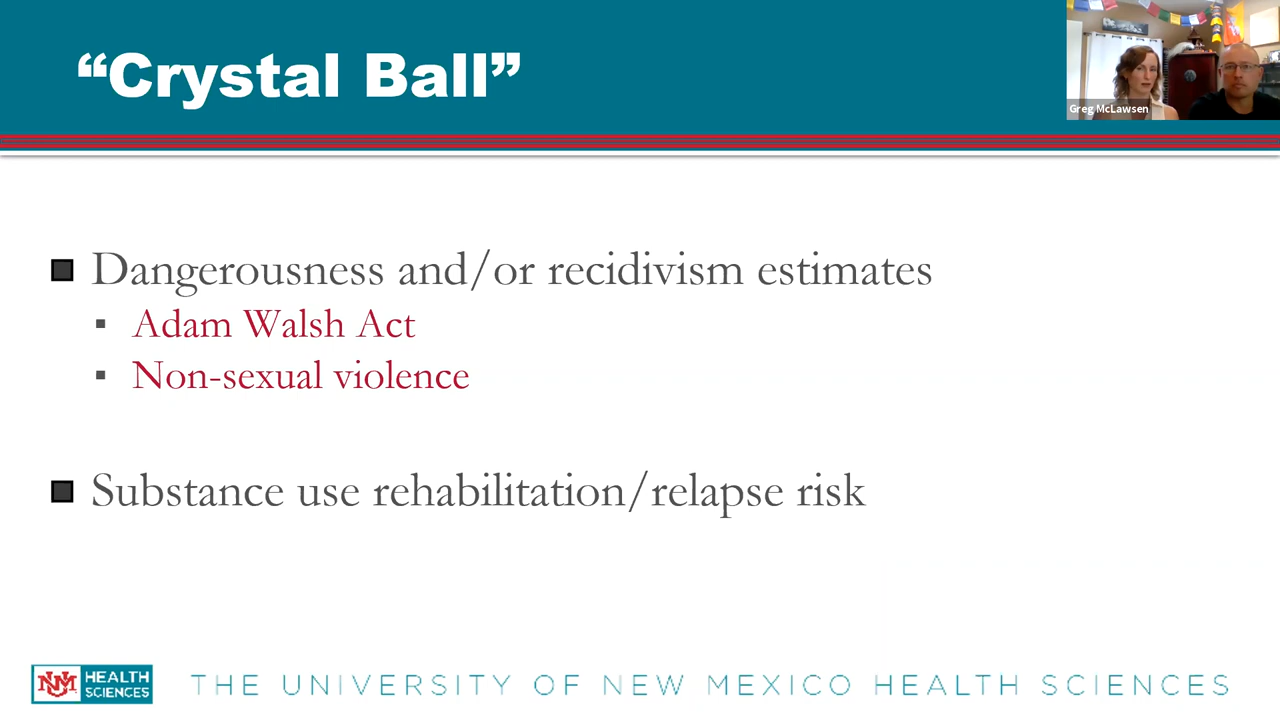 “Crystal Ball”
Greg McLawsen
Dangerousness and/or recidivism estimates
Adam Walsh Act
Non-sexual violence
Substance use rehabilitation/relapse risk
UNM HEALTH SCIENCES
THE UNIVERSITY OF NEW MEXICO HEALTH SCIENCES